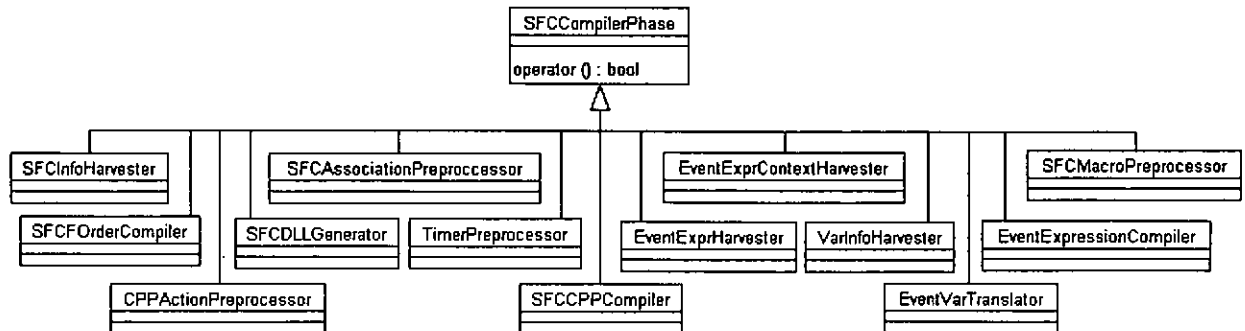 SFCCompilerPhase
operator () : bool
SFCInfoHarvester
SFCAssociationPreproccessor
EventExprContextHarvester
SFCMacroPreprocessor
SFCFOrderCompiler
SFCDLLGenerator
TimerPreprocessor
EventExprHarvester
VarInfoHarvester
EventExpressionCompiler
CPPActionPreprocessor
SFCCPPCompiler
EventVarTranslator